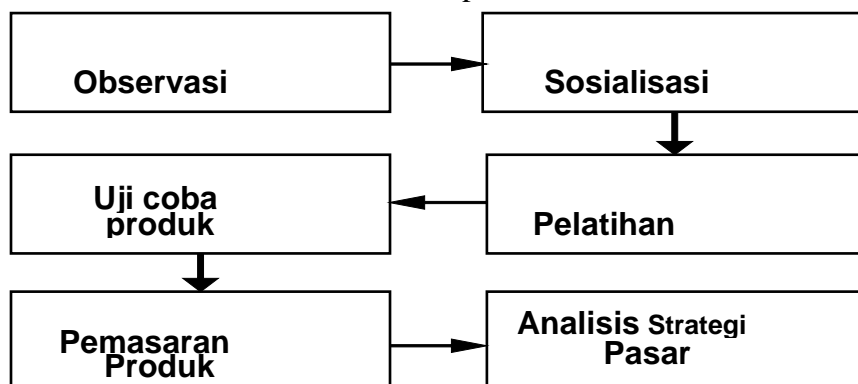 Observasi
Sosialisasi
Uji coba
produk
Pelatihan
Pemasaran
Produk
Analisis Strategi
Pasar